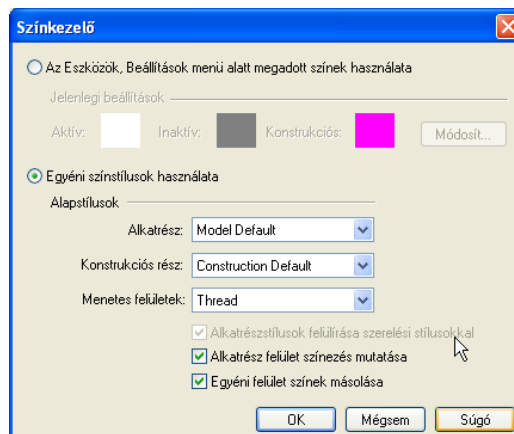 Színkezelő
Az Eszközök, Beállítások menü alatt megadott színek használata
Jelenlegi beállítások
Aktív: Inaktív: Konstrukciós: Módosít...
Egyéni színstílusok használata
Alapstílusok
Alkatrész: Model Default
Konstrukciós rész: Construction Default
Menetes felületek: Thread
Alkatrészstílusok felülírása szerelési stílusokkal
Alkatrész felület színezés mutatása
Egyéni felület színek másolása
OK Mégsem Súgó